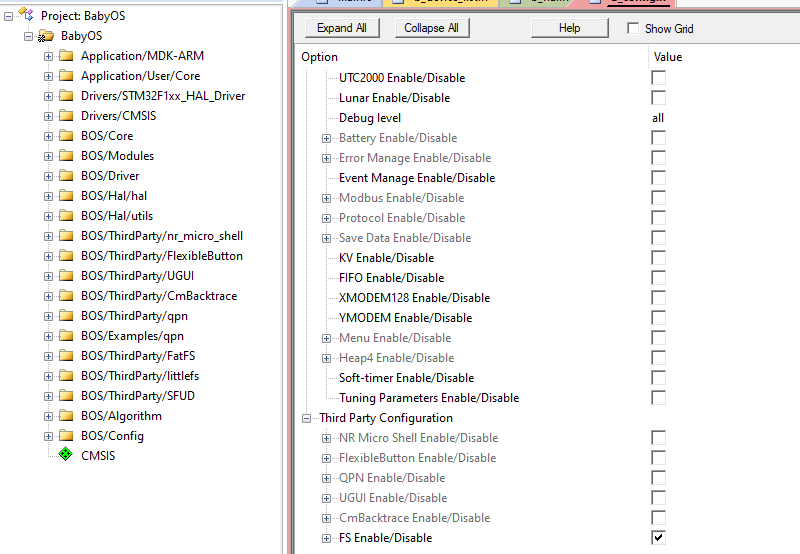 Project: BabyOS
BabyOS
Application/MDK-ARM
Application/User/Core
Drivers/STM32F1xx_HAL_Driver
Drivers/CMSIS
BOS/Core
BOS/Modules
BOS/Driver
BOS/Hal/hal
BOS/Hal/utils
BOS/ThirdParty/nr_micro_shell
BOS/ThirdParty/FlexibleButton
BOS/ThirdParty/UGUI
BOS/ThirdParty/CmBacktrace
BOS/ThirdParty/qpn
BOS/Examples/qpn
BOS/ThirdParty/FatFS
BOS/ThirdParty/littlefs
BOS/ThirdParty/SFUD
BOS/Algorithm
BOS/Config
CMSIS
Expand All Collapse All Help Show Grid
Option Value
UTC2000 Enable/Disable
Lunar Enable/Disable
Debug level all
Battery Enable/Disable
Error Manage Enable/Disable
Event Manage Enable/Disable
Modbus Enable/Disable
Protocol Enable/Disable
Save Data Enable/Disable
KV Enable/Disable
FIFO Enable/Disable
XMODEM128 Enable/Disable
YMODEM Enable/Disable
Menu Enable/Disable
Heap4 Enable/Disable
Soft-timer Enable/Disable
Tuning Parameters Enable/Disable
Third Party Configuration
NR Micro Shell Enable/Disable
FlexibleButton Enable/Disable
QPN Enable/Disable
UGUI Enable/Disable
CmBacktrace Enable/Disable
FS Enable/Disable